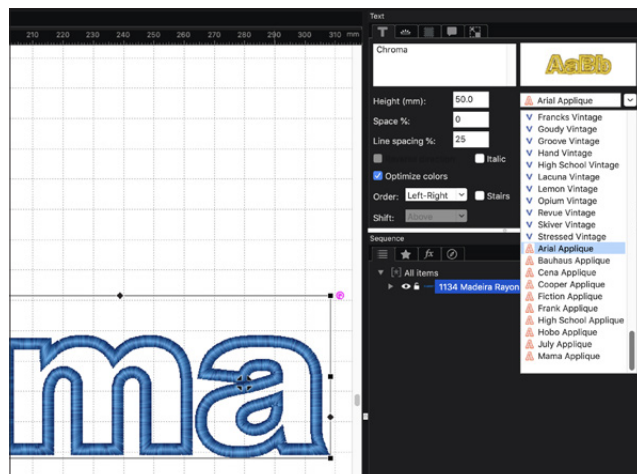 Text
210 220 230 240 250 260 270 280 290 300 310 mm
Chroma
AaBb
Height (mm): 50.0
Arial Applique
Space %: 0
Line spacing %: 25
Italic
Optimize colors
Order: Left-Right
Stairs
Shift: Above
Francks Vintage
Goudy Vintage
Groove Vintage
Hand Vintage
High School Vintage
Lacuna Vintage
Lemon Vintage
Opium Vintage
Revue Vintage
Skiver Vintage
Stressed Vintage
Arial Applique
Bauhaus Applique
Cena Applique
Cooper Applique
Fiction Applique
Frank Applique
High School Applique
Hobo Applique
July Applique
Mama Applique
Sequence
fx
All items
1134 Madeira Rayon
ma